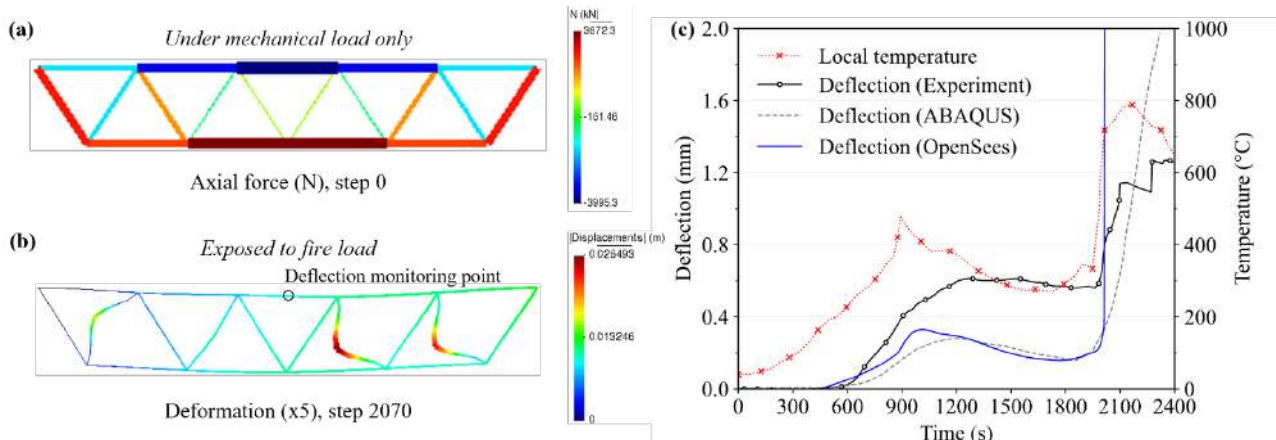 (a)
Under mechanical load only
N (kN)
3672.3
-161.46
-3995.3
Axial force (N), step 0
(b)
Exposed to fire load
Deflection monitoring point
|Displacements| (m)
0.026493
0.013246
0
Deformation (x5), step 2070
(c)
Local temperature
Deflection (Experiment)
Deflection (ABAQUS)
Deflection (OpenSees)
Deflection (mm)
2.0
1.6
1.2
0.8
0.4
0.0
Temperature (°C)
1000
800
600
400
200
0
0 300 600 900 1200 1500 1800 2100 2400
Time (s)